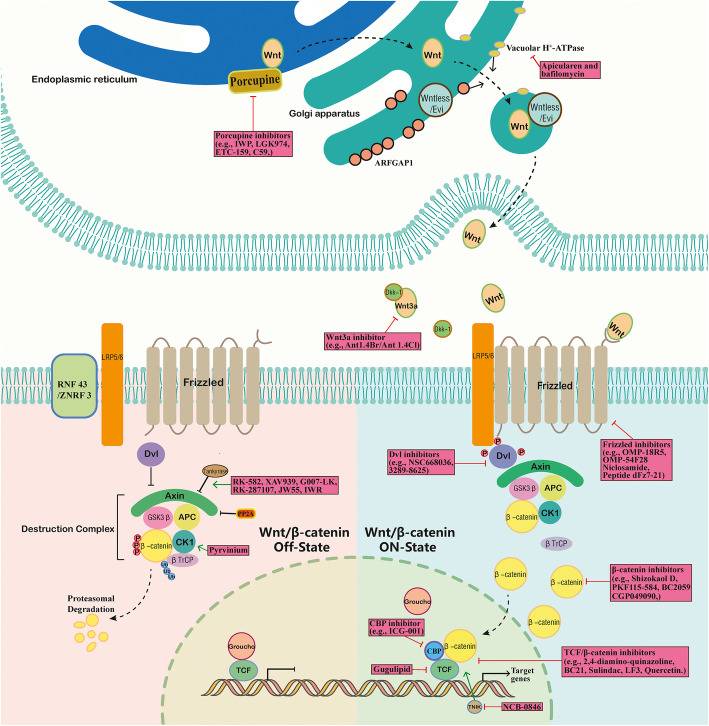 Endoplasmic reticulum
Wnt
Porcupine
Porcupine inhibitors
(e.g., IWP, LGK974,
ETC-159, C59,)
Golgi apparatus
Wnt
Wntless
/Evi
ARFGAP1
Vacuolar H⁺-ATPase
Apicularen and
bafilomycin
Wntless
/Evi
Wnt
Wnt
Dkk-1
Wnt3a
Wnt
Dkk-1
Wnt
Wnt3a inhibitor
(e.g., Ant1.4Br/Ant 1.4Cl)
RNF 43
/ZNRF 3
LRP5/6
Frizzled
LRP5/6
Frizzled
Dvl
Tankyrase
RK-582, XAV939, G007-LK,
RK-287107, JW55, IWR
Axin
GSK3 β
APC
PP2A
Destruction Complex
P
P
P
β -catenin
CK1
Pyrvinium
β TrCP
Ub
Ub
Ub
Proteasomal
Degradation
Wnt/β-catenin
Off-State
Wnt/β-catenin
ON-State
Dvl inhibitors
(e.g., NSC668036,
3289-8625)
P
P
P
Dvl
Frizzled inhibitors
(e.g., OMP-18R5,
OMP-54F28
Nielosamide,
Peptide dFz7-21)
Axin
GSK3 β
APC
β -catenin
CK1
β TrCP
β -catenin
β -catenin
β -catenin
β-catenin inhibitors
(e.g., Shizokaol D,
PKF115-584, BC2059
CGP049090,)
Groucho
TCF
Groucho
CBP inhibitor
(e.g., ICG-001)
CBP
β -catenin
Gugulipid
TCF
TCF/β-catenin inhibitors
(e.g., 2,4-diamino-quinazoline,
BC21, Sulindac, LF3, Quercetin.)
Target
genes
TNIK
NCB-0846